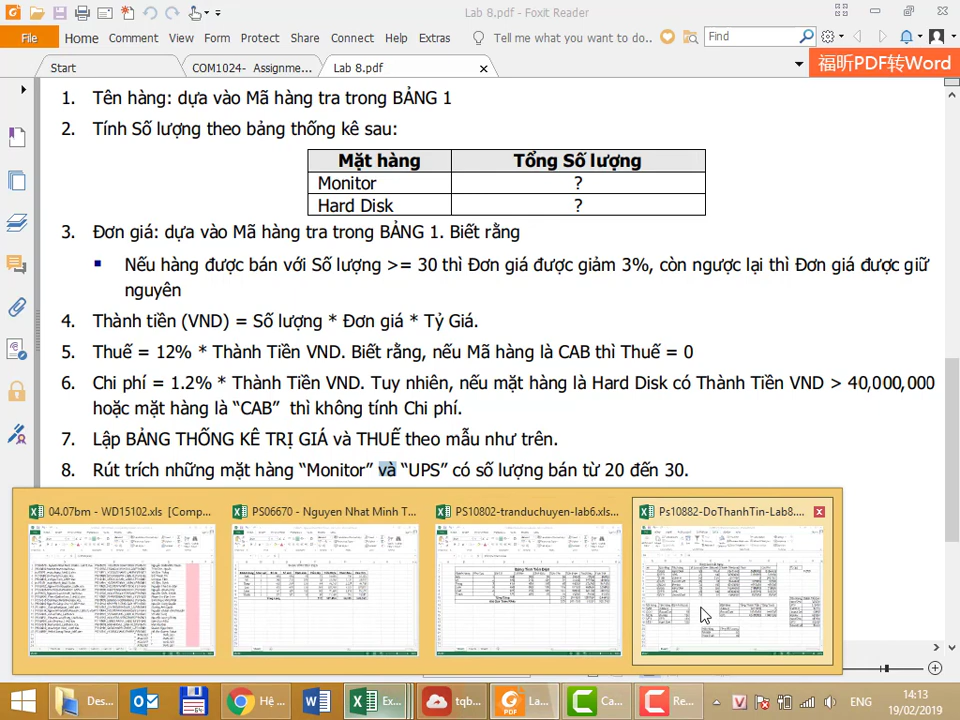 Lab 8.pdf - Foxit Reader
File Home Comment View Form Protect Share Connect Help Extras Tell me what you want to do.. Find
Start COM1024- Assignme... Lab 8.pdf
福昕PDF转Word
1. Tên hàng: dựa vào Mã hàng tra trong BẢNG 1
2. Tính Số lượng theo bảng thống kê sau:
Mặt hàng Tổng Số lượng
Monitor ?
Hard Disk ?
3. Đơn giá: dựa vào Mã hàng tra trong BẢNG 1. Biết rằng
Nếu hàng được bán với Số lượng >= 30 thì Đơn giá được giảm 3%, còn ngược lại thì Đơn giá được giữ
nguyên
4. Thành tiền (VND) = Số lượng * Đơn giá * Tỷ Giá.
5. Thuế = 12% * Thành Tiền VND. Biết rằng, nếu Mã hàng là CAB thì Thuế = 0
6. Chi phí = 1.2% * Thành Tiền VND. Tuy nhiên, nếu mặt hàng là Hard Disk có Thành Tiền VND > 40,000,000
hoặc mặt hàng là “CAB” thì không tính Chi phí.
7. Lập BẢNG THỐNG KÊ TRỊ GIÁ và THUẾ theo mẫu như trên.
8. Rút trích những mặt hàng “Monitor” và “UPS” có số lượng bán từ 20 đến 30.
04.07bm - WD15102.xls [Comp... PS06670 - Nguyen Nhat Minh T... PS10802-tranduchuyen-lab6.xls... Ps10882-DoThanhTin-Lab8....
Des... Hệ ... Ex... tqb... La... Ca... Re... ENG
14:13
19/02/2019